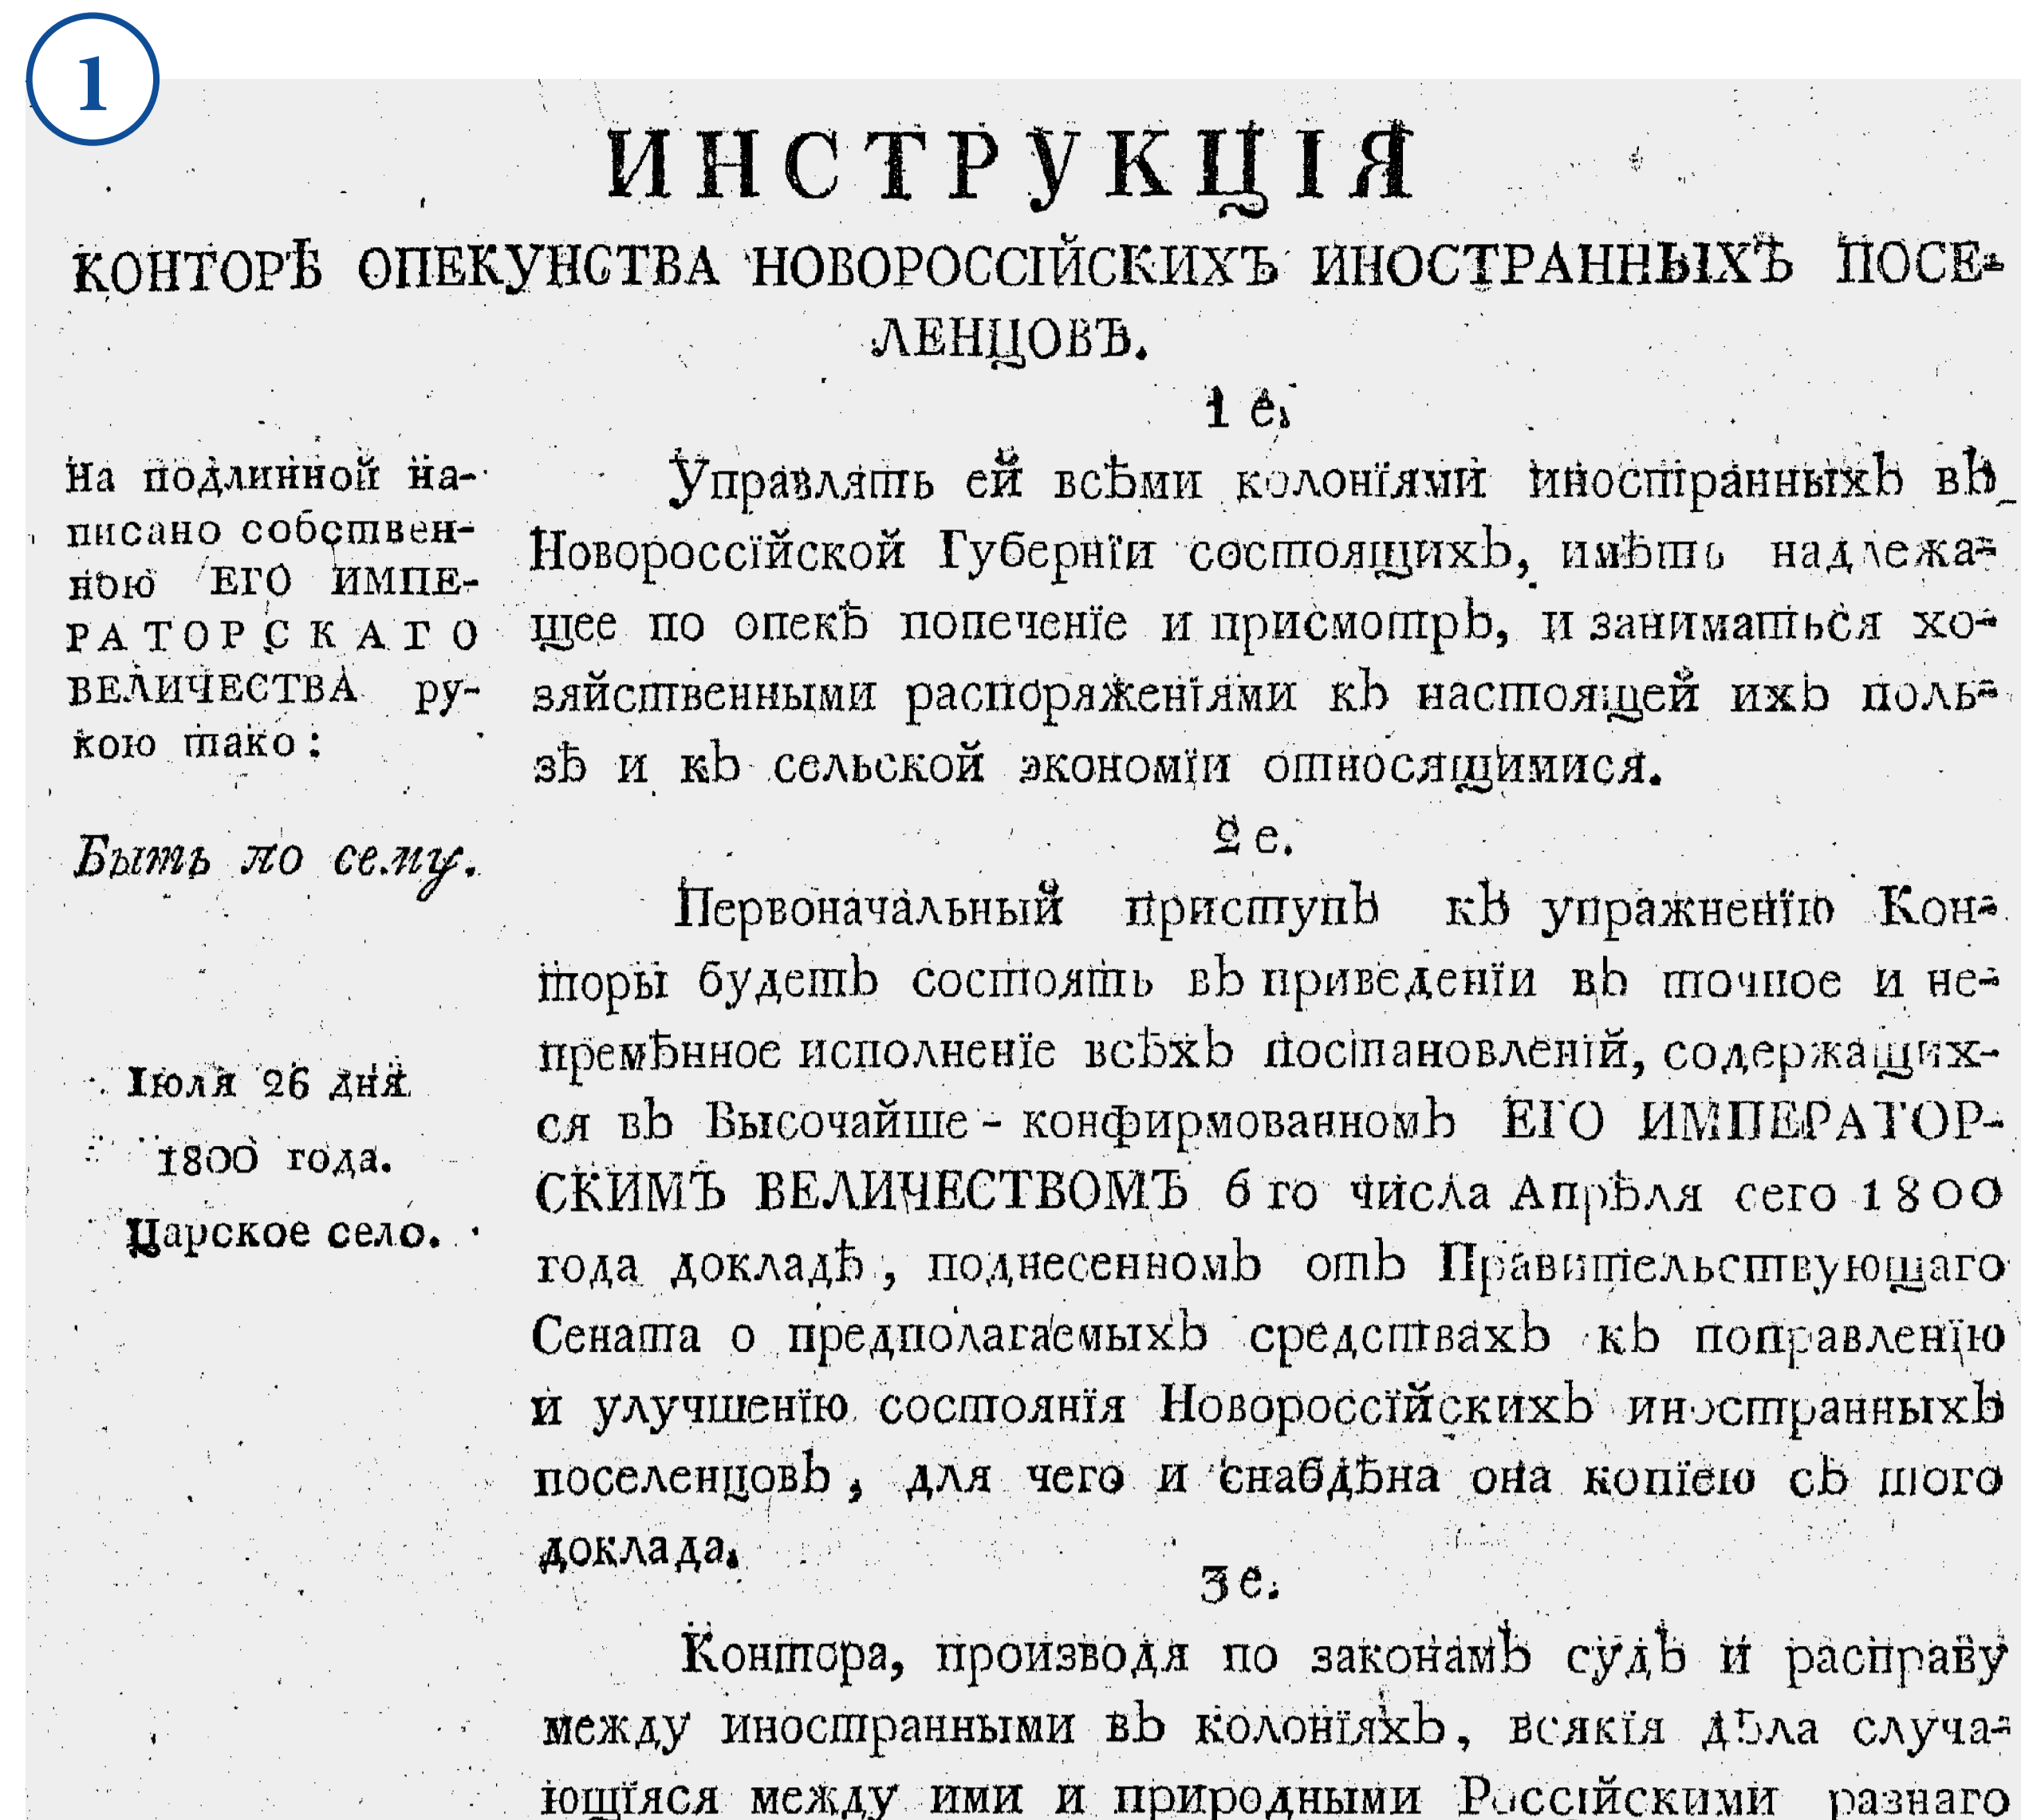 1
ИНСТРУКЦІЯ
КОНТОРѢ ОПЕКУНСТВА НОВОРОССІЙСКИХЪ ИНОСТРАННЫХЪ ПОСЕ-
ЛЕНЦОВЪ.
На подлинной на-
писано собствен-
ною ЕГО ИМПЕ-
РАТОРСКАГО
ВЕЛИЧЕСТВА ру-
кою тако:
Быть по сему.
Іюля 26 дня
1800 года.
Царское село.
1 е.
Управлять ей всѣми колоніями иностранныхъ въ
Новороссійской Губерніи состоящихъ, имѣть надлежа-
щее по опекѣ попеченіе и присмотръ, и заниматься хо-
зяйственными распоряженіями къ настоящей ихъ поль-
зѣ и къ сельской экономіи относящимися.
2 е.
Первоначальный приступъ къ упражненію Кон-
торы будетъ состоять въ приведеніи въ точное и не-
премѣнное исполненіе всѣхъ постановленій, содержащих-
ся въ Высочайше-конфирмованномъ ЕГО ИМПЕРАТОР-
СКИМЪ ВЕЛИЧЕСТВОМЪ 6 го числа Апрѣля сего 1800
года докладѣ, поднесенномъ отъ Правительствующаго
Сената о предполагаемыхъ средствахъ къ поправленію
и улучшенію состоянія Новороссійскихъ иностранныхъ
поселенцовъ, для чего и снабдѣна она копіею съ того
доклада.
3 е.
Контора, производя по законамъ судъ и расправу
между иностранными въ колоніяхъ, всякія дѣла случа-
ющіяся между ими и природными Россійскими разнаго